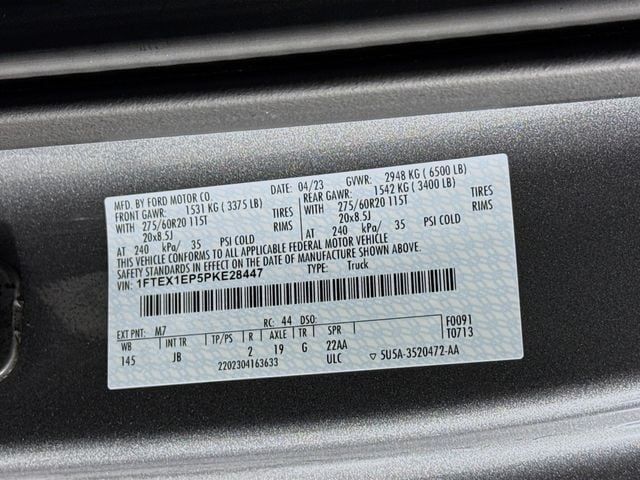 MFD. BY FORD MOTOR CO. DATE: 04/23 GVWR: 2948 KG ( 6500 LB)
FRONT GAWR: 1531 KG ( 3375 LB) REAR GAWR: 1542 KG ( 3400 LB)
WITH 275/60R20 115T TIRES WITH 275/60R20 115T TIRES
20x8.5J RIMS 20x8.5J RIMS
AT 240 kPa/ 35 PSI COLD AT 240 kPa/ 35 PSI COLD
THIS VEHICLE CONFORMS TO ALL APPLICABLE FEDERAL MOTOR VEHICLE
SAFETY STANDARDS IN EFFECT ON THE DATE OF MANUFACTURE SHOWN ABOVE.
VIN: 1FTEX1EP5PKE28447 TYPE: Truck
EXT PNT: M7 RC: 44 DSO: F0091
WB INT TR TP/PS R AXLE TR SPR T0713
145 JB 2 19 G 22AA
2202304163633 ULC ▽ 5U5A-3520472-AA